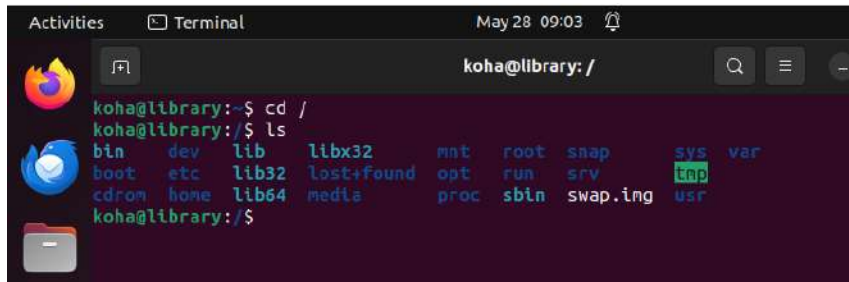 Activities Terminal May 28 09:03
koha@library: /
koha@library:~$ cd /
koha@library:/$ ls
bin dev lib libx32 mnt root snap sys var
boot etc lib32 lost+found opt run srv tmp
cdrom home lib64 media proc sbin swap.img usr
koha@library:/$